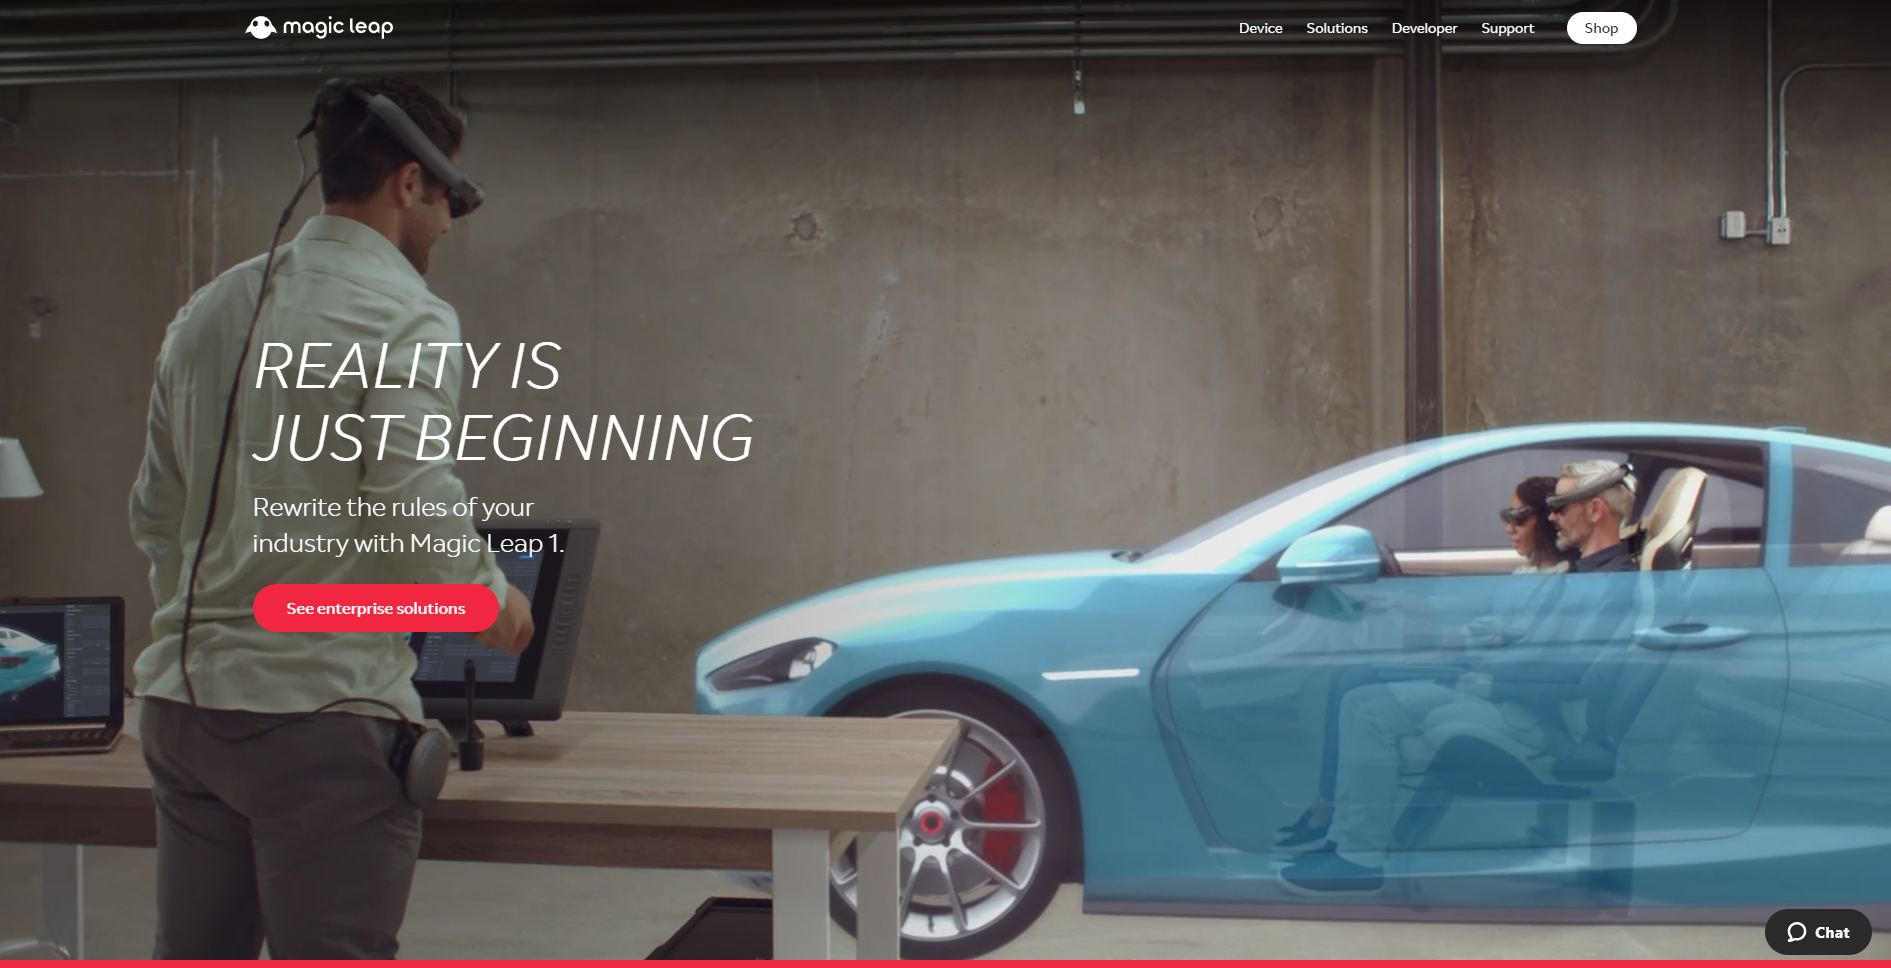 magic leap
Device Solutions Developer Support Shop
REALITY IS
JUST BEGINNING
Rewrite the rules of your
industry with Magic Leap 1.
See enterprise solutions
Chat